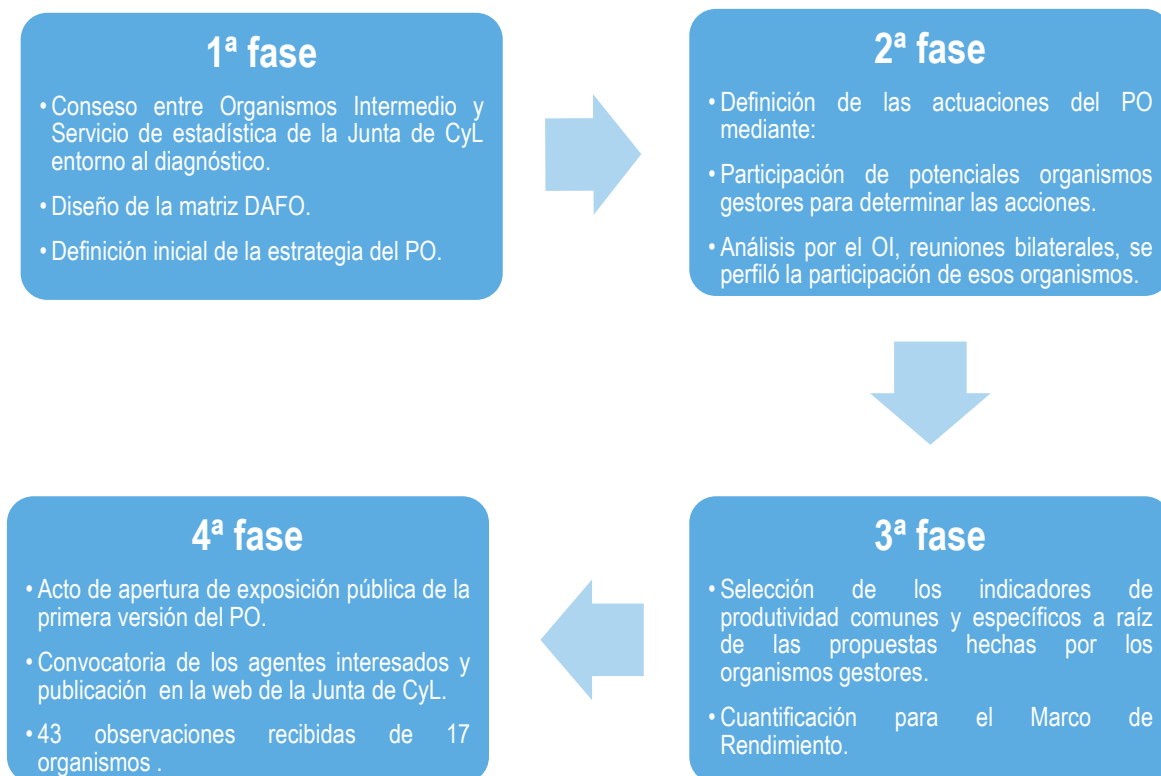 1ª fase
• Conseso entre Organismos Intermedio y
Servicio de estadística de la Junta de CyL
entorno al diagnóstico.
• Diseño de la matriz DAFO.
• Definición inicial de la estrategia del PO.
2ª fase
• Definición de las actuaciones del PO
mediante:
• Participación de potenciales organismos
gestores para determinar las acciones.
• Análisis por el OI, reuniones bilaterales, se
perfiló la participación de esos organismos.
3ª fase
• Selección de los indicadores de
produtividad comunes y específicos a raíz
de las propuestas hechas por los
organismos gestores.
• Cuantificación para el Marco de
Rendimiento.
4ª fase
• Acto de apertura de exposición pública de la
primera versión del PO.
• Convocatoria de los agentes interesados y
publicación en la web de la Junta de CyL.
• 43 observaciones recibidas de 17
organismos .